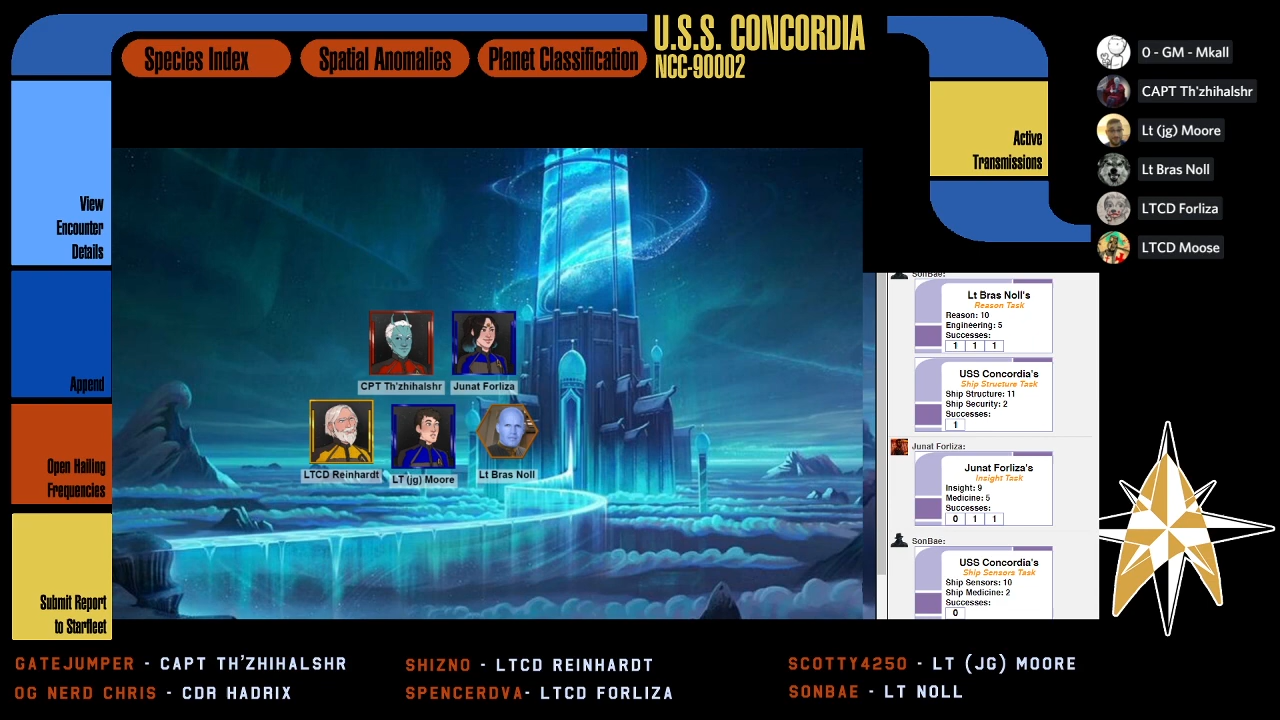 Species Index
Spatial Anomalies
Planet Classification
U.S.S. CONCORDIA
NCC-90002
View
Encounter
Details
Append
Open Hailing
Frequencies
Submit Report
to Starfleet
Active
Transmissions
0 - GM - Mkall
CAPT Th'zhihalshr
Lt (jg) Moore
Lt Bras Noll
LTCD Forliza
LTCD Moose
CPT Th'zhihalshr
Junat Forliza
LTCD Reinhardt
LT (jg) Moore
Lt Bras Noll
SonBae:
Lt Bras Noll's
Reason Task
Reason: 10
Engineering: 5
Successes:
1 1 1
USS Concordia's
Ship Structure Task
Ship Structure: 11
Ship Security: 2
Successes:
1
Junat Forliza:
Junat Forliza's
Insight Task
Insight: 9
Medicine: 5
Successes:
0 1 1
SonBae:
USS Concordia's
Ship Sensors Task
Ship Sensors: 10
Ship Medicine: 2
Successes:
0
GATEJUMPER - CAPT TH'ZHIHALSHR
OG NERD CHRIS - CDR HADRIX
SHIZNO - LTCD REINHARDT
SPENCERDVA- LTCD FORLIZA
SCOTTY4250 - LT (JG) MOORE
SONBAE - LT NOLL